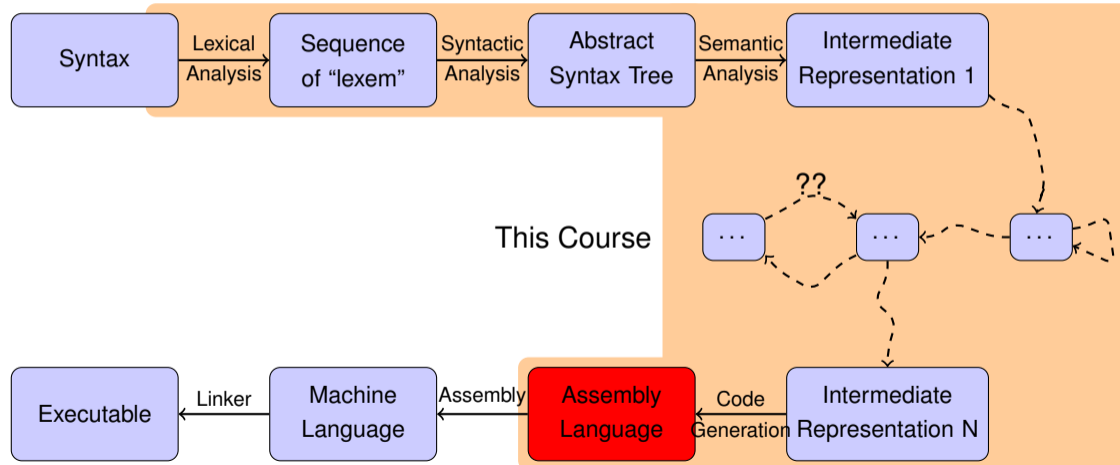 Syntax
Lexical
Analysis
Sequence
of “lexem”
Syntactic
Analysis
Abstract
Syntax Tree
Semantic
Analysis
Intermediate
Representation 1
??
This Course
...
...
...
Executable
Linker
Machine
Language
Assembly
Assembly
Language
Code
Generation
Intermediate
Representation N